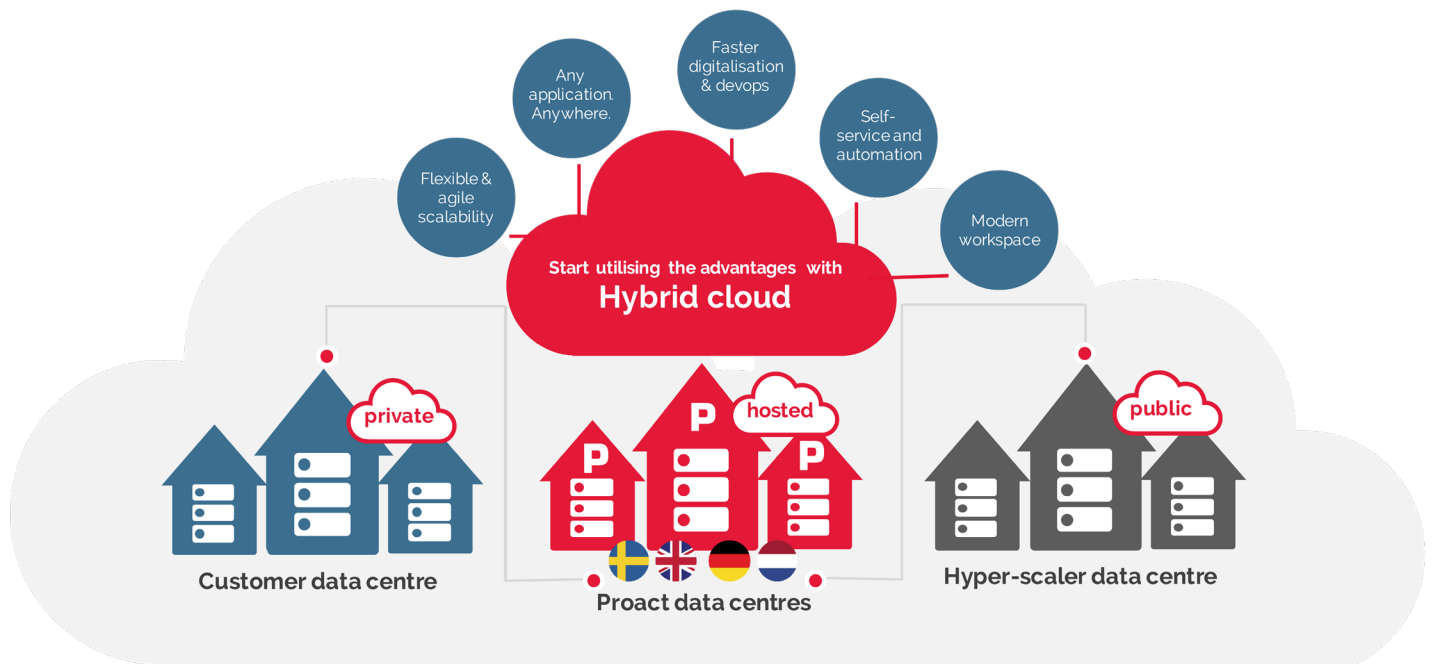 Faster
digitalisation
& devops
Any
application.
Anywhere.
Self-
service and
automation
Flexible &
agile
scalability
Modern
workspace
Start utilising the advantages with
Hybrid cloud
private
hosted
public
P
P
P
Customer data centre
Proact data centres
Hyper-scaler data centre